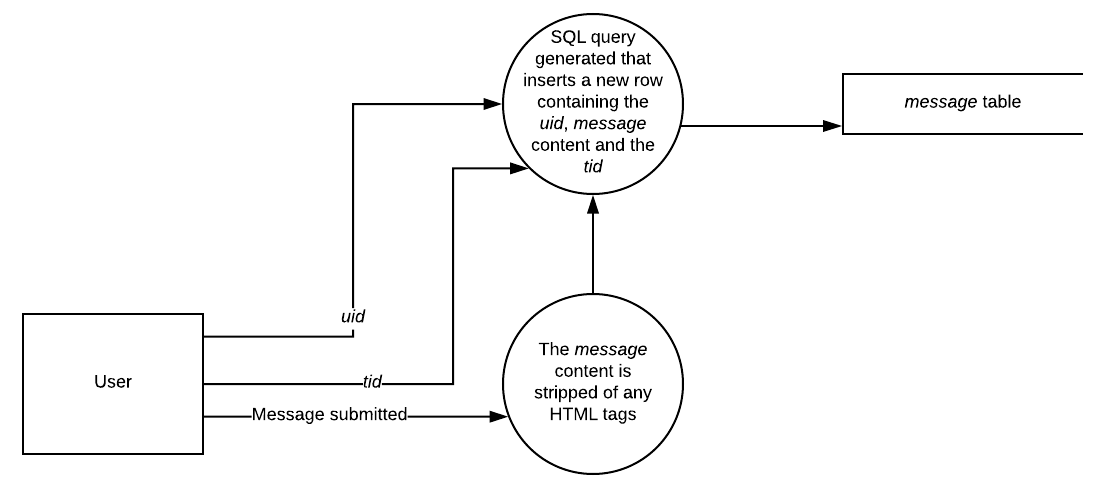 SQL query
generated that
inserts a new row
containing the
uid, message
content and the
tid
message table
uid
User
tid
Message submitted
The message
content is
stripped of any
HTML tags